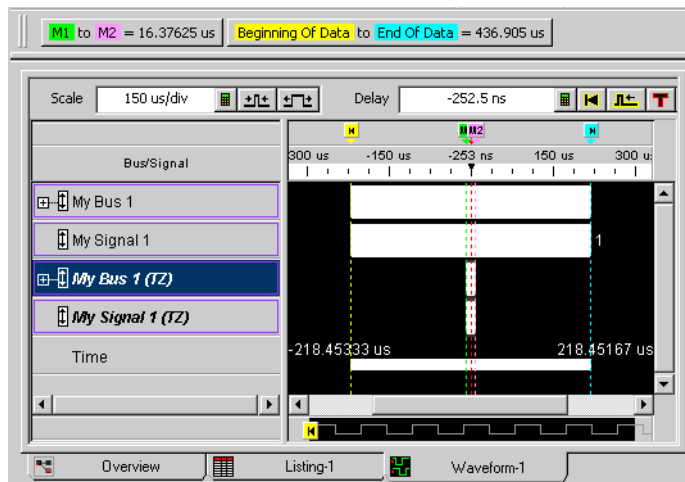 M1 to M2 = 16.37625 us Beginning Of Data to End Of Data = 436.905 us
Scale 150 us/div Delay -252.5 ns T
M M2
Bus/Signal
300 us -150 us -253 ns 150 us 300 u:
My Bus 1
My Signal 1 1
My Bus 1 (TZ)
My Signal 1 (TZ)
Time -218.45333 us 218.45167 us
Overview Listing-1 Waveform-1